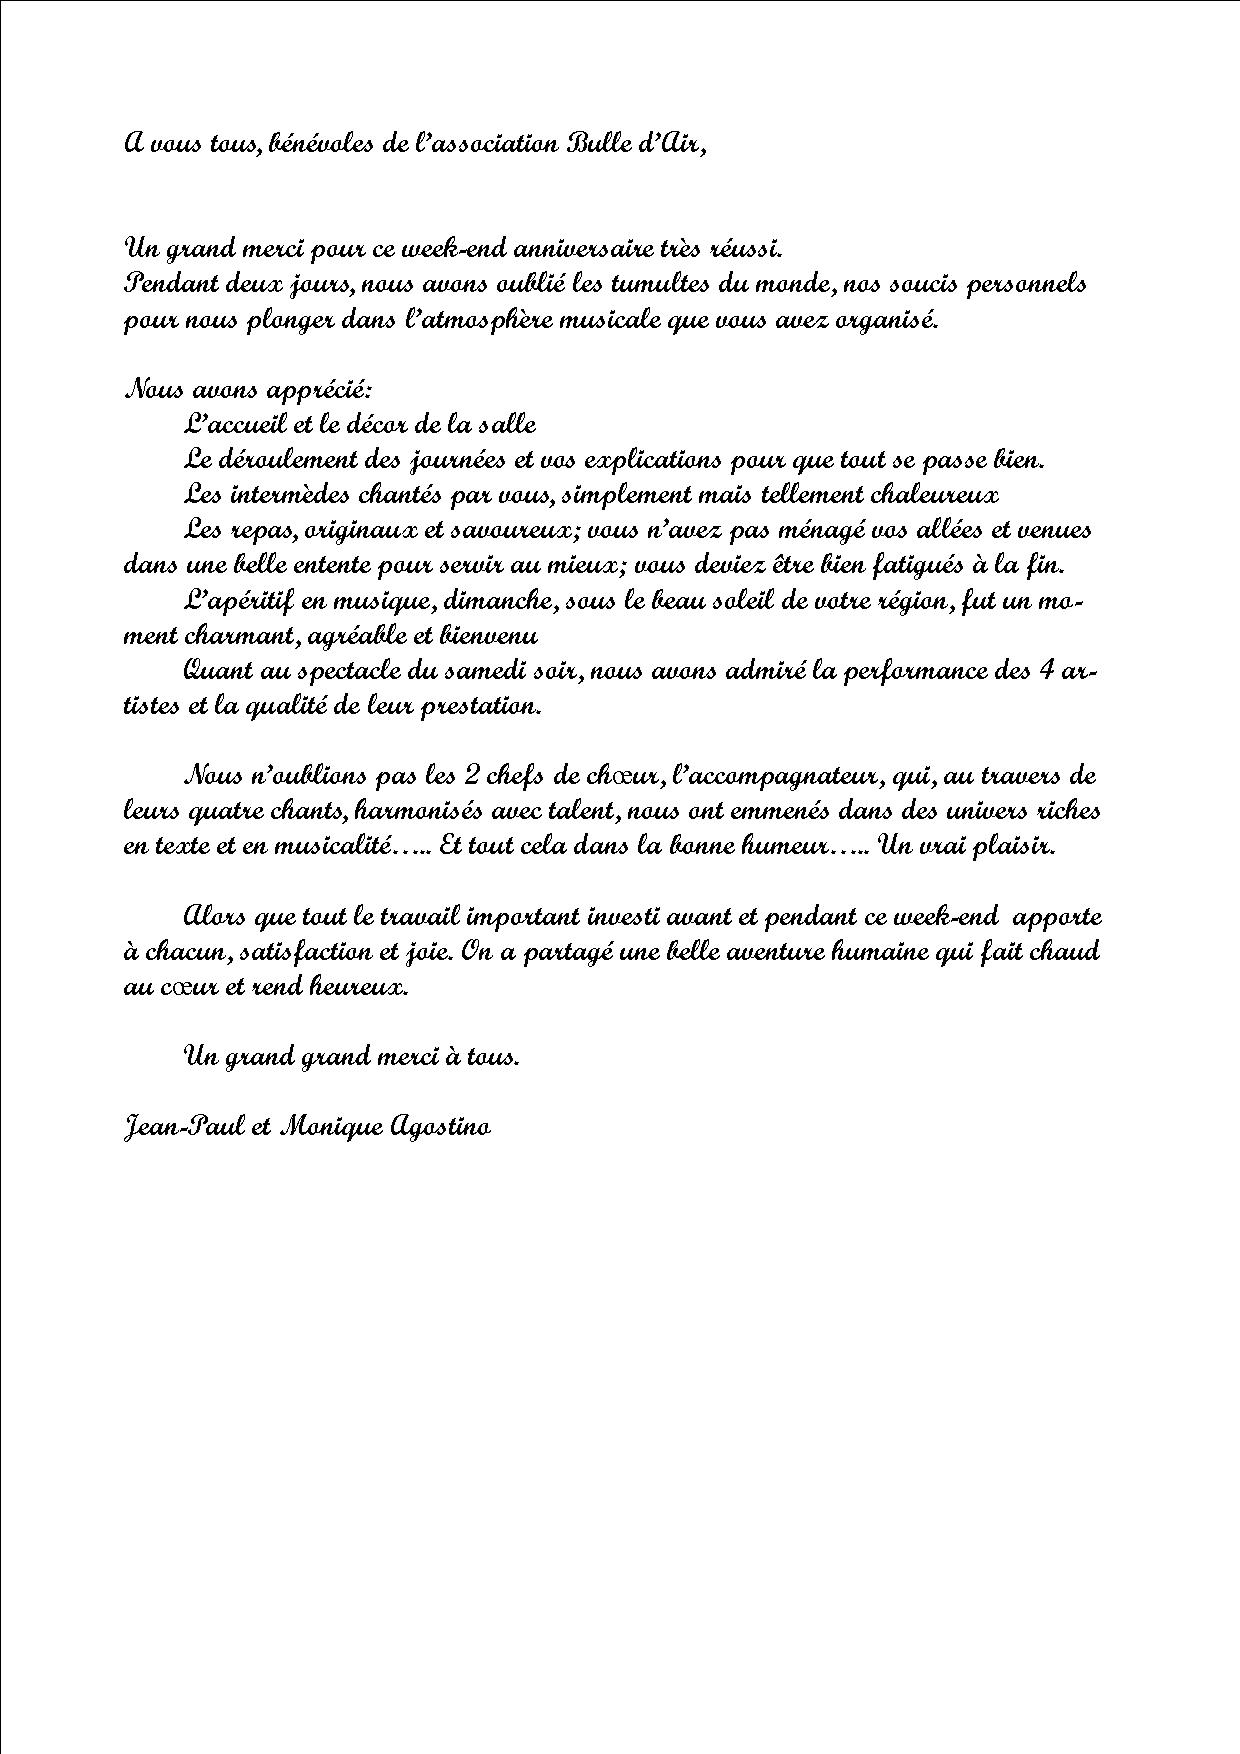 A vous tous, bénévoles de l'association Bulle d'Air,
Un grand merci pour ce week-end anniversaire très réussi.
Pendant deux jours, nous avons oublié les tumultes du monde, nos soucis personnels
pour nous plonger dans l'atmosphère musicale que vous avez organisé.
Nous avons apprécié:
L'accueil et le décor de la salle
Le déroulement des journées et vos explications pour que tout se passe bien.
Les intermèdes chantés par vous, simplement mais tellement chaleureux
Les repas, originaux et savoureux; vous n'avez pas ménagé vos allées et venues
dans une belle entente pour servir au mieux; vous deviez être bien fatigués à la fin.
L'apéritif en musique, dimanche, sous le beau soleil de votre région, fut un mo-
ment charmant, agréable et bienvenu
Quant au spectacle du samedi soir, nous avons admiré la performance des 4 ar-
tistes et la qualité de leur prestation.
Nous n'oublions pas les 2 chefs de chœur, l'accompagnateur, qui, au travers de
leurs quatre chants, harmonisés avec talent, nous ont emmenés dans des univers riches
en texte et en musicalité….. Et tout cela dans la bonne humeur….. Un vrai plaisir.
Alors que tout le travail important investi avant et pendant ce week-end  apporte
à chacun, satisfaction et joie. On a partagé une belle aventure humaine qui fait chaud
au cœur et rend heureux.
Un grand grand merci à tous.
Jean-Paul et Monique Agostino